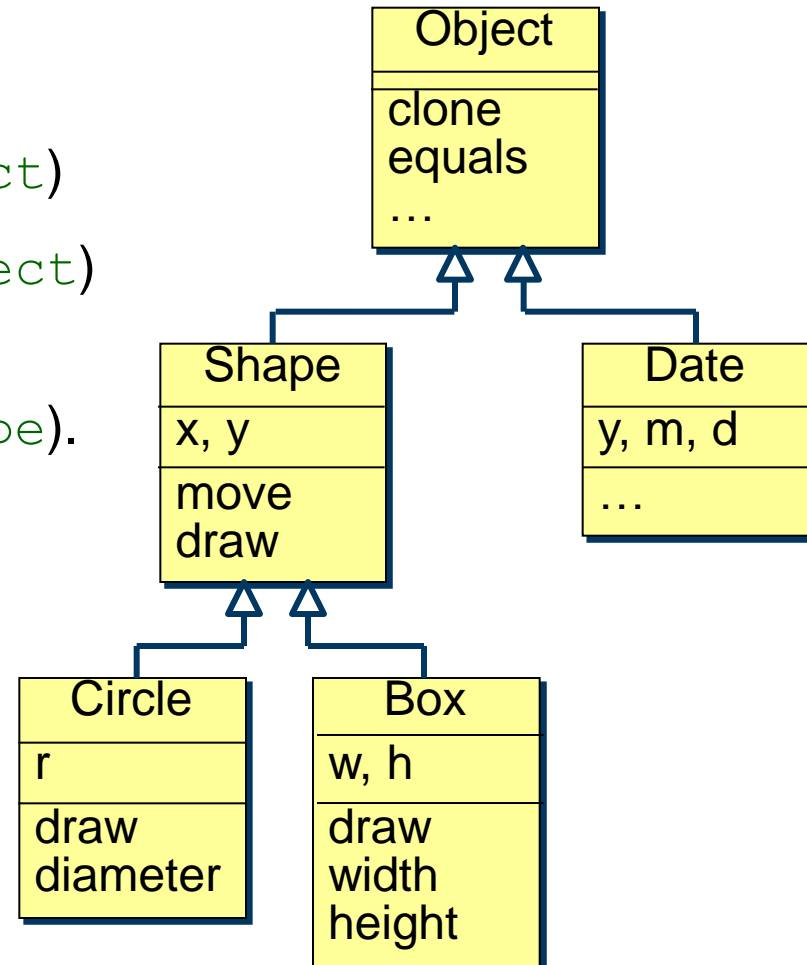 Object
clone
equals
…
ct)
ect)
pe).
Shape
x, y
move
draw
Date
y, m, d
…
Circle
r
draw
diameter
Box
w, h
draw
width
height